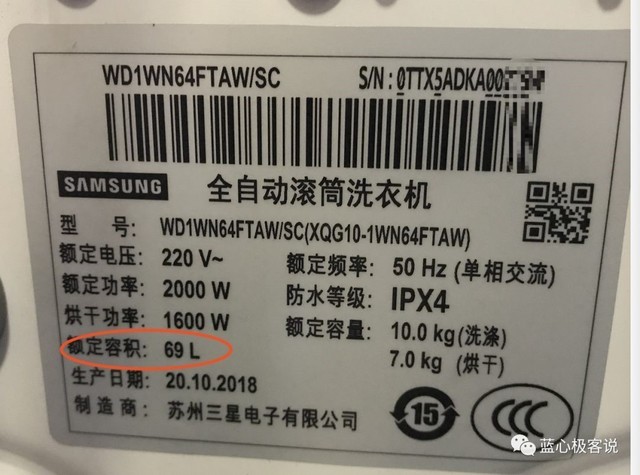 WD1WN64FTAW/SC S/N:0TTX5ADKA00
SAMSUNG 全自动滚筒洗衣机
型 号: WD1WN64FTAW/SC(XQG10-1WN64FTAW)
额定电压: 220 V~ 额定频率: 50 Hz (单相交流)
额定功率: 2000 W 防水等级: IPX4
烘干功率: 1600 W 额定容量: 10.0 kg(洗涤)
额定容积: 69 L 7.0 kg (烘干)
生产日期: 20.10.2018
制造商: 苏州三星电子有限公司
15
CCC
蓝心极客说